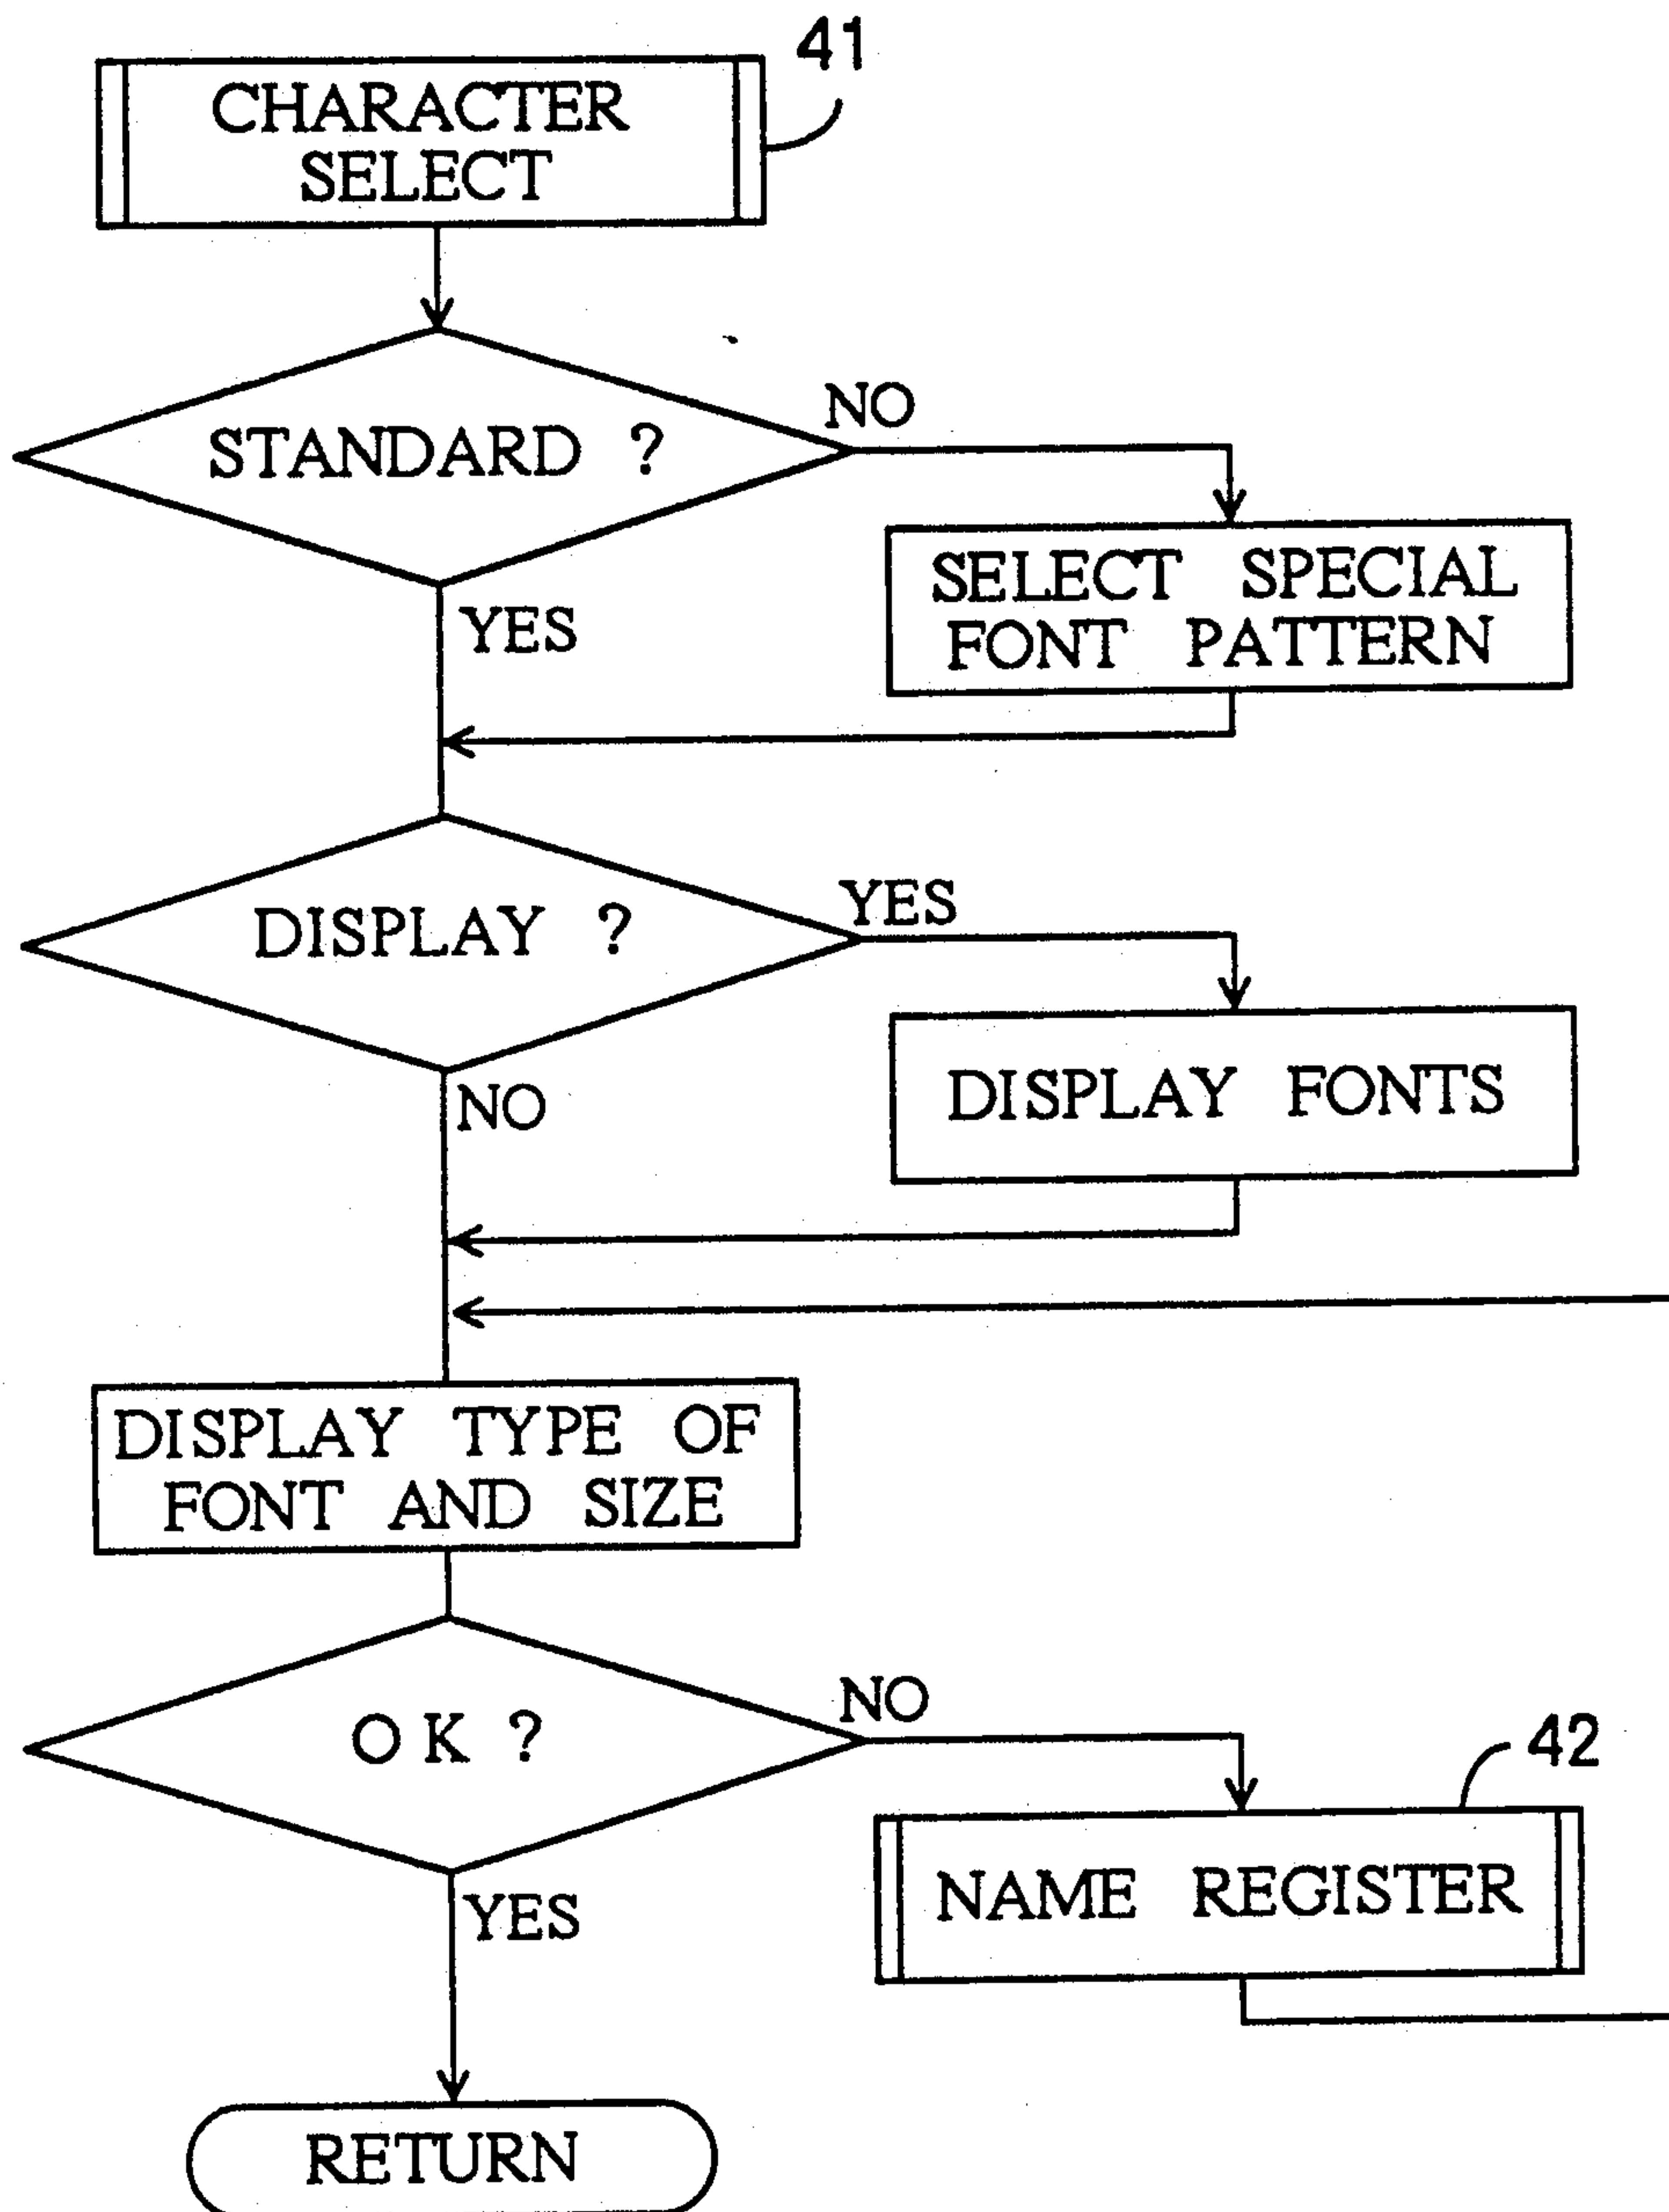 41
CHARACTER
SELECT
STANDARD ?
NO
YES
SELECT SPECIAL
FONT PATTERN
DISPLAY ?
YES
NO
DISPLAY FONTS
DISPLAY TYPE OF
FONT AND SIZE
OK ?
NO
YES
42
NAME REGISTER
RETURN